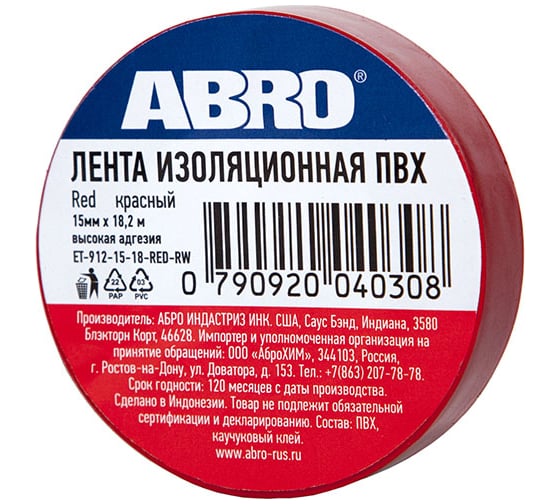 ABRO®
ЛЕНТА ИЗОЛЯЦИОННАЯ ПВХ
Red красный
15мм х 18,2 м
высокая адгезия
ET-912-15-18-RED-RW
22
PAP
03
PVC
0 790920 040308
Производитель: АБРО ИНДАСТРИЗ ИНК. США, Саус Бэнд, Индиана, 3580
Блэкторн Корт, 46628. Импортер и уполномоченная организация на
принятие обращений: ООО «АброХИМ», 344103, Россия,
г. Ростов-на-Дону, ул. Доватора, д. 153. Тел.: +7(863) 207-78-78.
Срок годности: 120 месяцев с даты производства.
Сделано в Индонезии. Товар не подлежит обязательной
сертификации и декларированию. Состав: ПВХ,
каучуковый клей.
www.abro-rus.ru